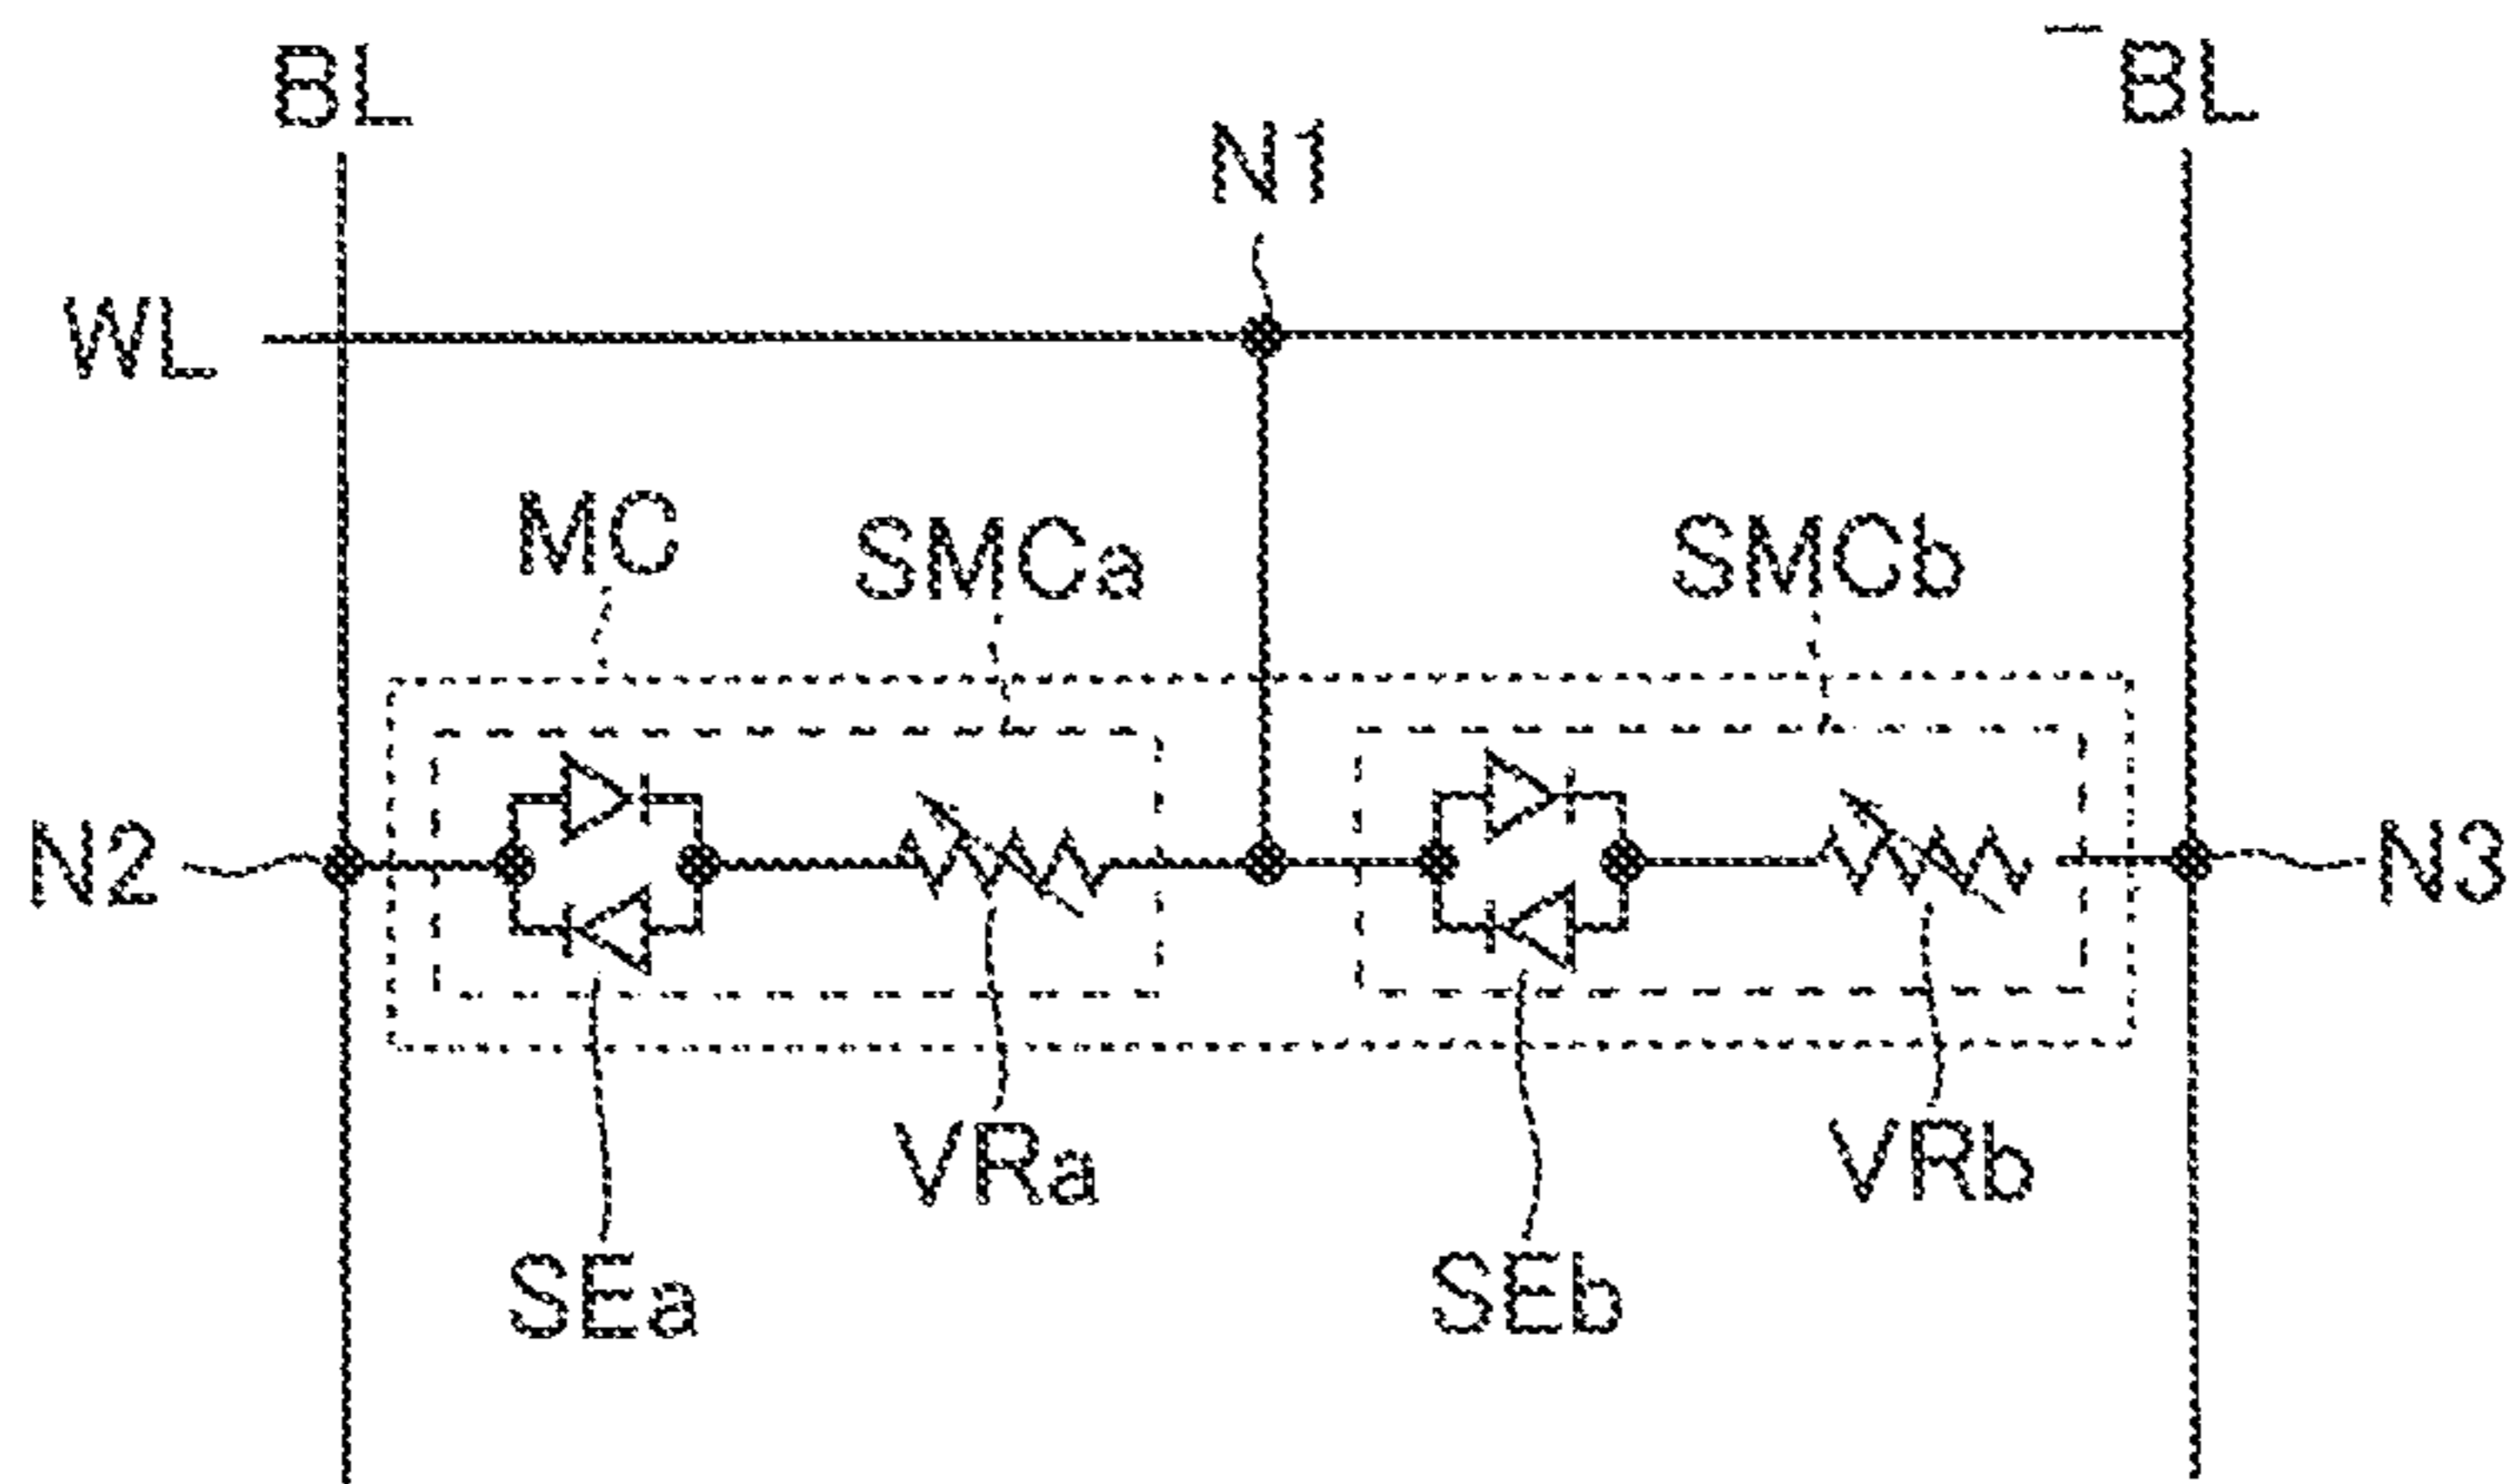 BL
‾BL
N1
WL
MC
SMCa
SMCb
N2
N3
VRa
VRb
SEa
SEb